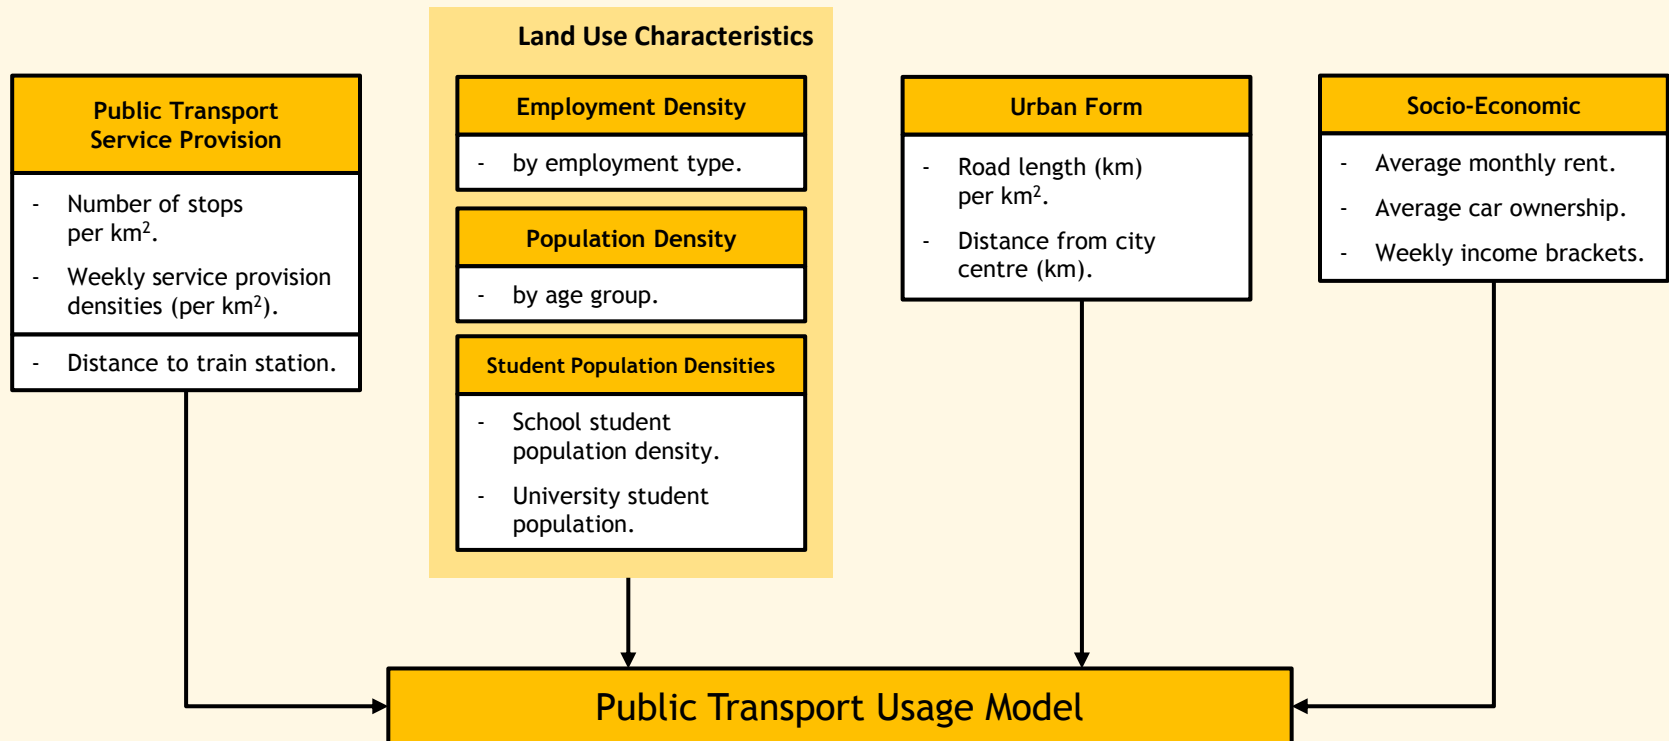 Public Transport
Service Provision
- Number of stops
per km².
- Weekly service provision
densities (per km²).
- Distance to train station.
Land Use Characteristics
Employment Density
- by employment type.
Population Density
- by age group.
Student Population Densities
- School student
population density.
- University student
population.
Urban Form
- Road length (km)
per km².
- Distance from city
centre (km).
Socio-Economic
- Average monthly rent.
- Average car ownership.
- Weekly income brackets.
Public Transport Usage Model